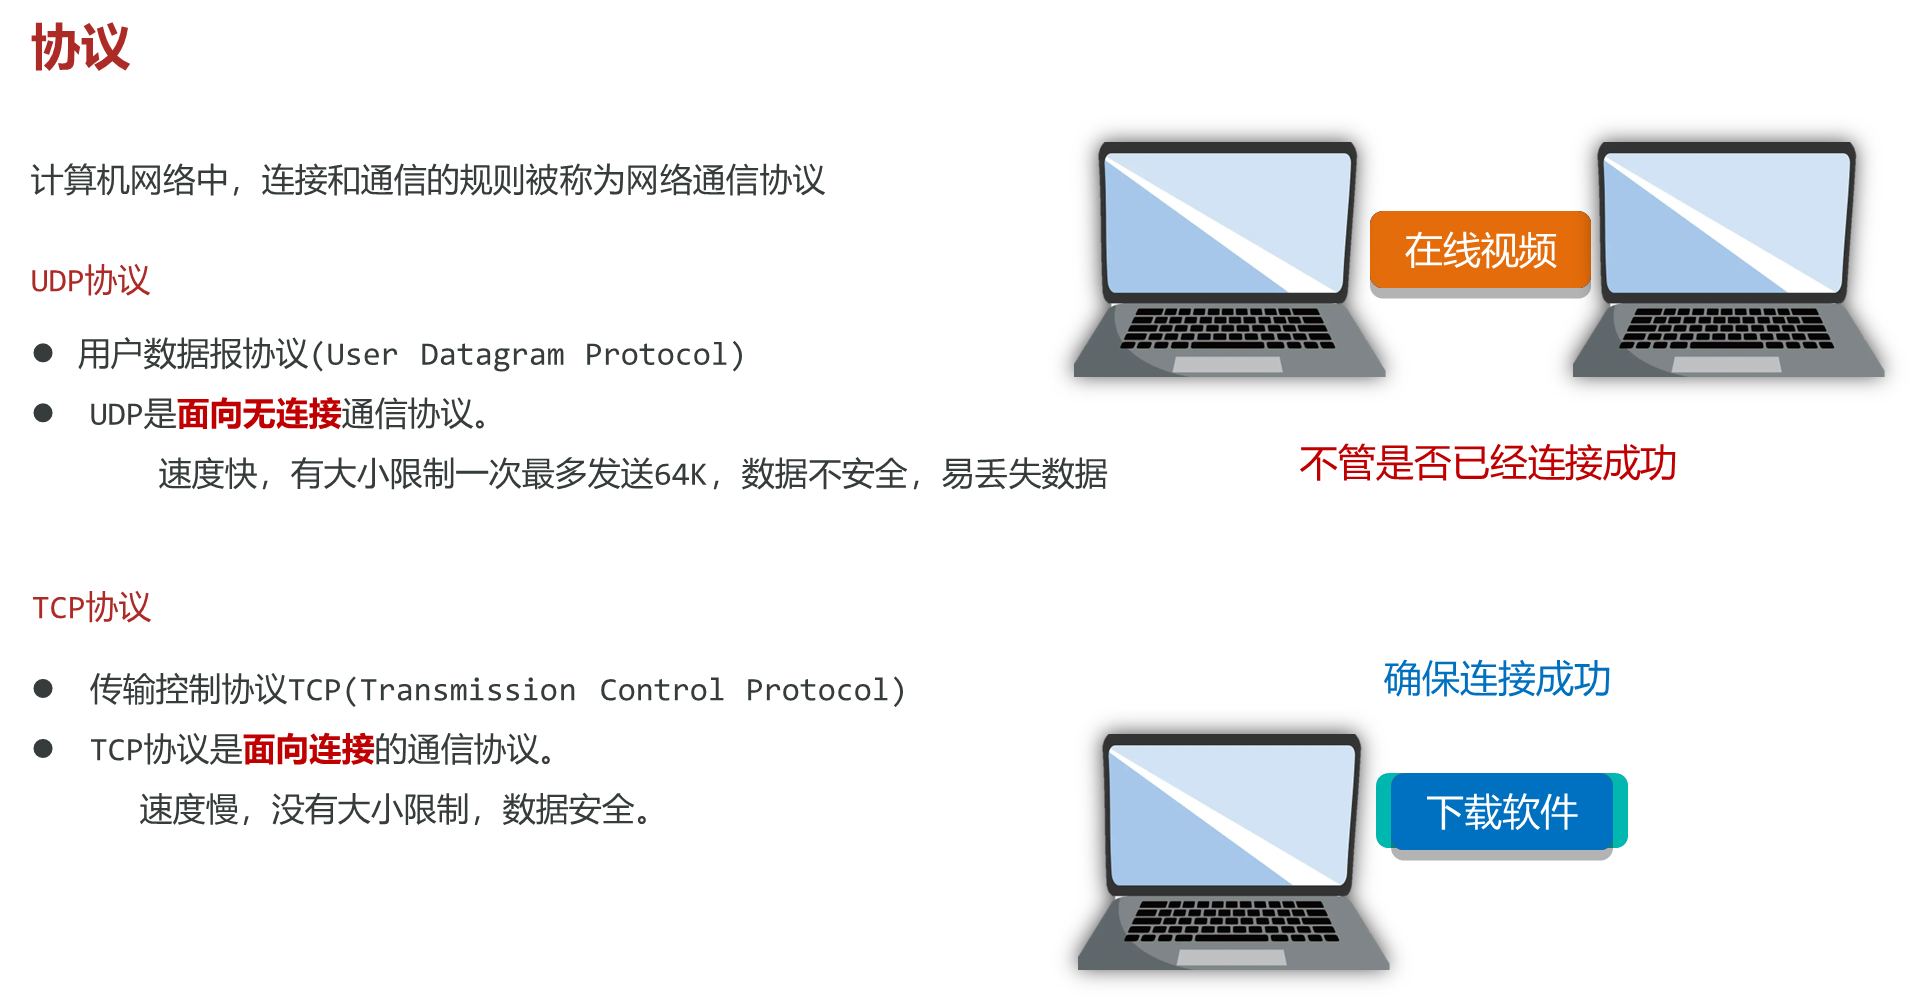 协议
计算机网络中，连接和通信的规则被称为网络通信协议
UDP协议
● 用户数据报协议(User Datagram Protocol)
● UDP是面向无连接通信协议。
速度快，有大小限制一次最多发送64K，数据不安全，易丢失数据
在线视频
不管是否已经连接成功
TCP协议
● 传输控制协议TCP(Transmission Control Protocol)
● TCP协议是面向连接的通信协议。
速度慢，没有大小限制，数据安全。
确保连接成功
下载软件